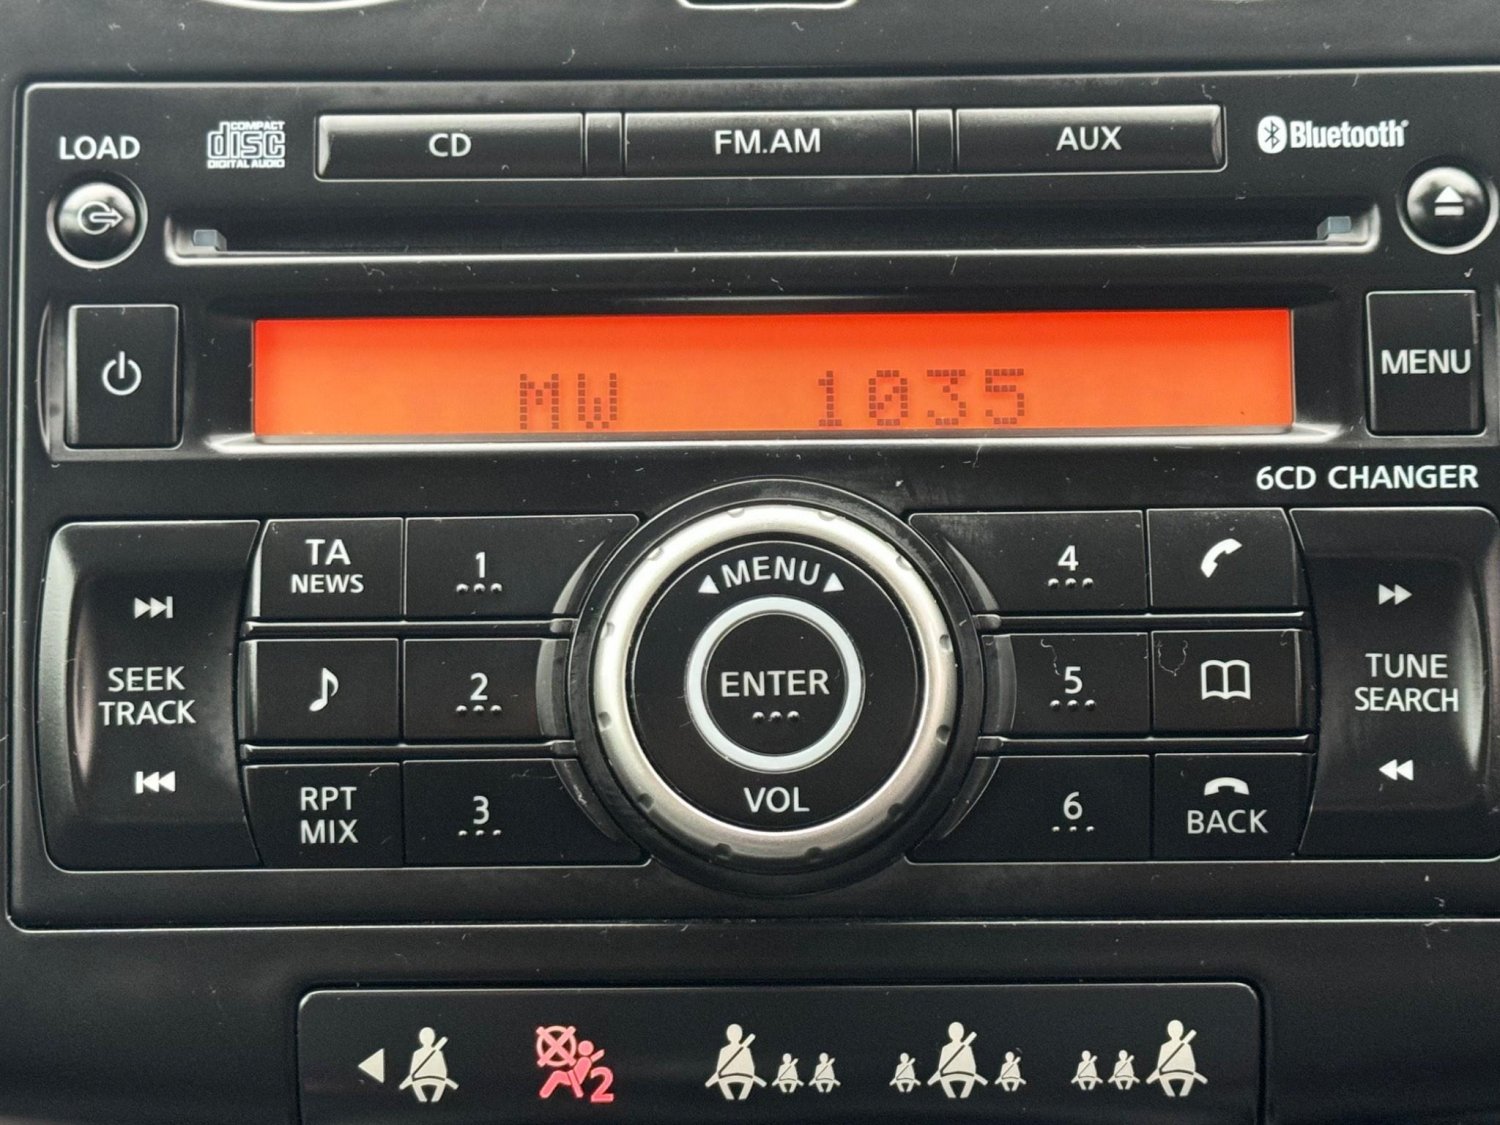 LOAD
COMPACT
disc
DIGITAL AUDIO
CD
FM.AM
AUX
Bluetooth®
MENU
MW 1035
6CD CHANGER
TA
NEWS
1
MENU
4
SEEK
TRACK
2
ENTER
5
TUNE
SEARCH
RPT
MIX
3
VOL
6
BACK
2